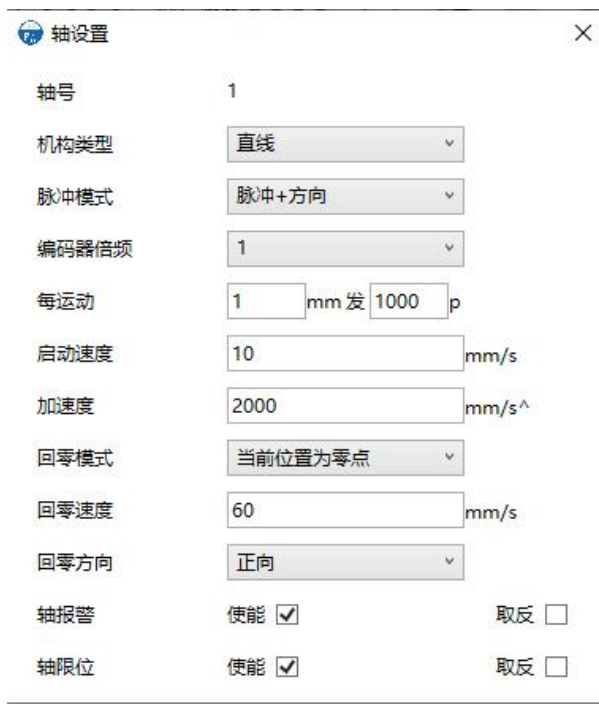 轴设置
轴号 1
机构类型 直线
脉冲模式 脉冲+方向
编码器倍频 1
每运动 1 mm 发 1000 p
启动速度 10 mm/s
加速度 2000 mm/s^
回零模式 当前位置为零点
回零速度 60 mm/s
回零方向 正向
轴报警 使能 取反
轴限位 使能 取反